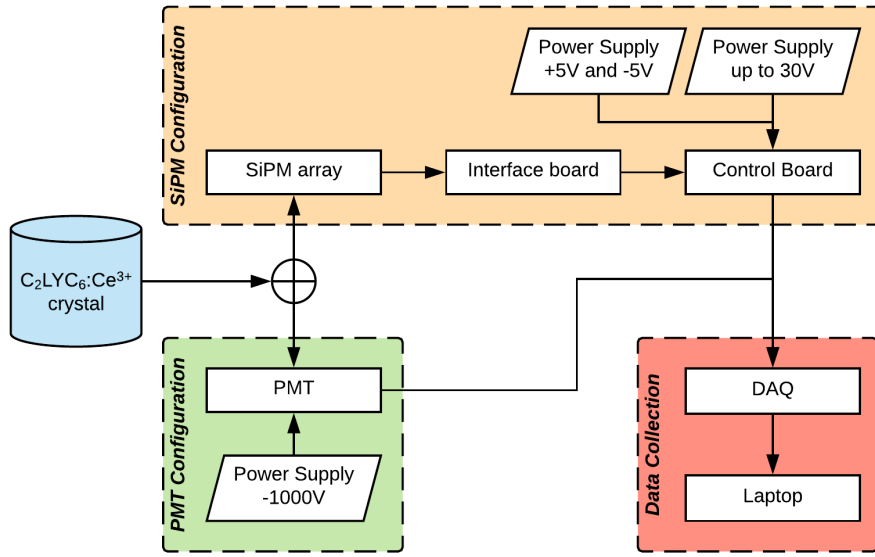 SiPM Configuration
Power Supply
+5V and -5V
Power Supply
up to 30V
SiPM array
Interface board
Control Board
C₂LYC₆:Ce³⁺
crystal
PMT Configuration
PMT
Power Supply
-1000V
Data Collection
DAQ
Laptop